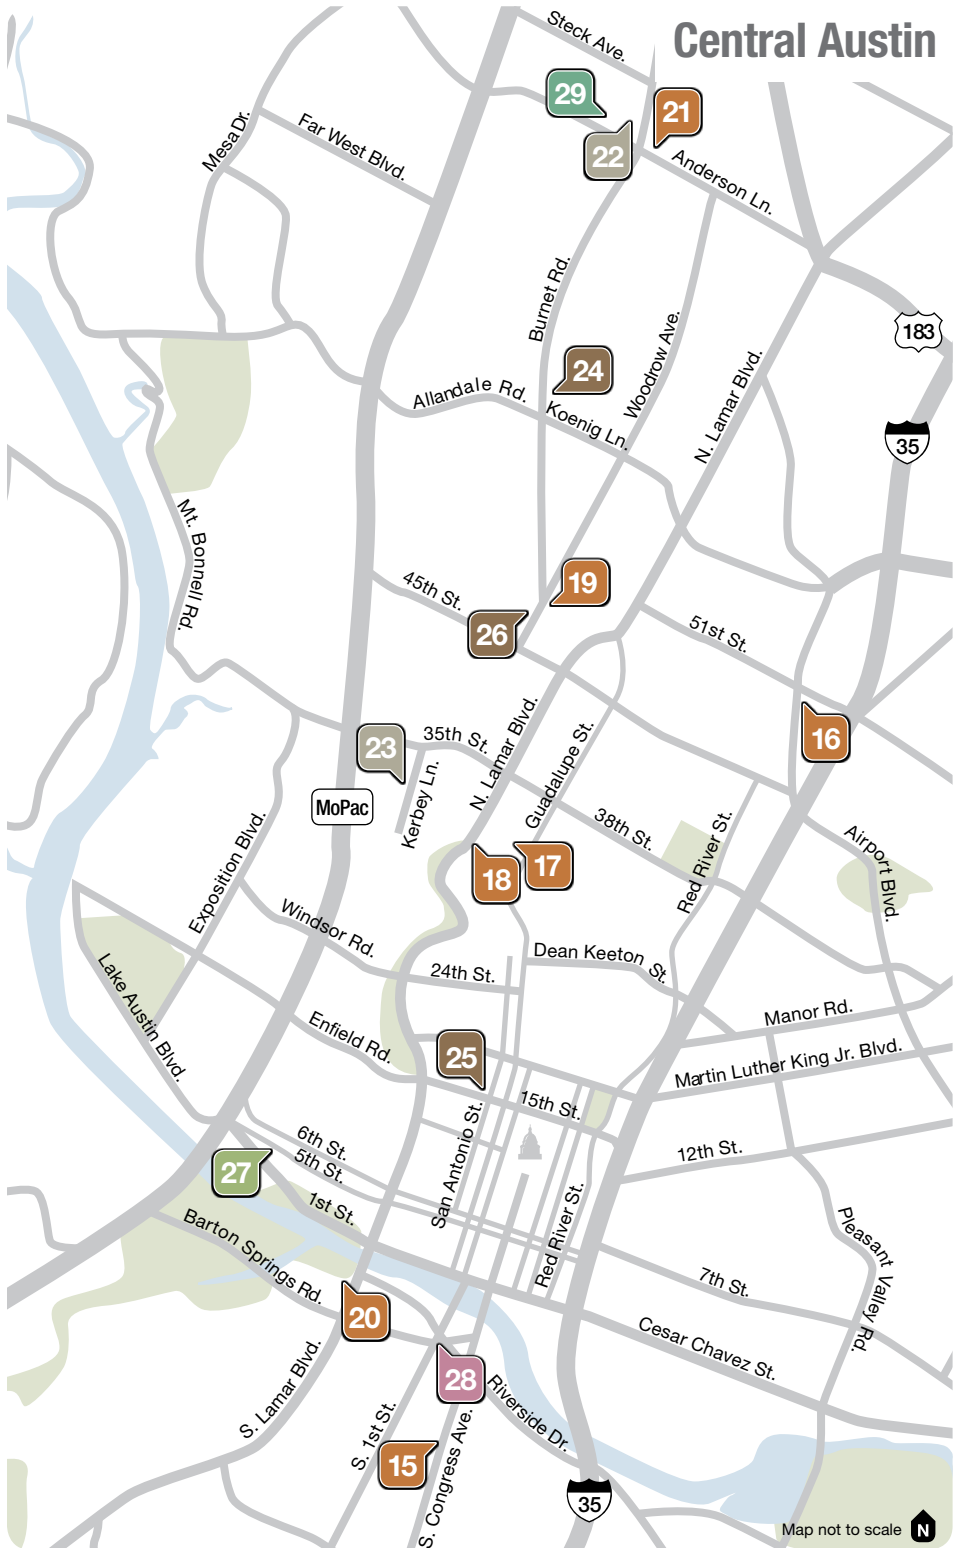 Central Austin
Steck Ave.
29
21
22
Anderson Ln.
Mesa Dr.
Far West Blvd.
Burnet Rd.
183
Woodrow Ave.
24
N. Lamar Blvd.
Allandale Rd.
Koenig Ln.
35
Mt. Bonnell Rd.
45th St.
19
26
51st St.
23
35th St.
N. Lamar Blvd.
16
Guadalupe St.
Kerbey Ln.
MoPac
38th St.
Red River St.
Airport Blvd.
Exposition Blvd.
18
17
Windsor Rd.
Dean Keeton St.
24th St.
Lake Austin Blvd.
Manor Rd.
Enfield Rd.
25
Martin Luther King Jr. Blvd.
15th St.
San Antonio St.
6th St.
5th St.
12th St.
27
1st St.
Red River St.
Barton Springs Rd.
Pleasant Valley Rd.
7th St.
20
Cesar Chavez St.
S. Lamar Blvd.
28
Riverside Dr.
S. 1st St.
S. Congress Ave.
15
35
Map not to scale
N